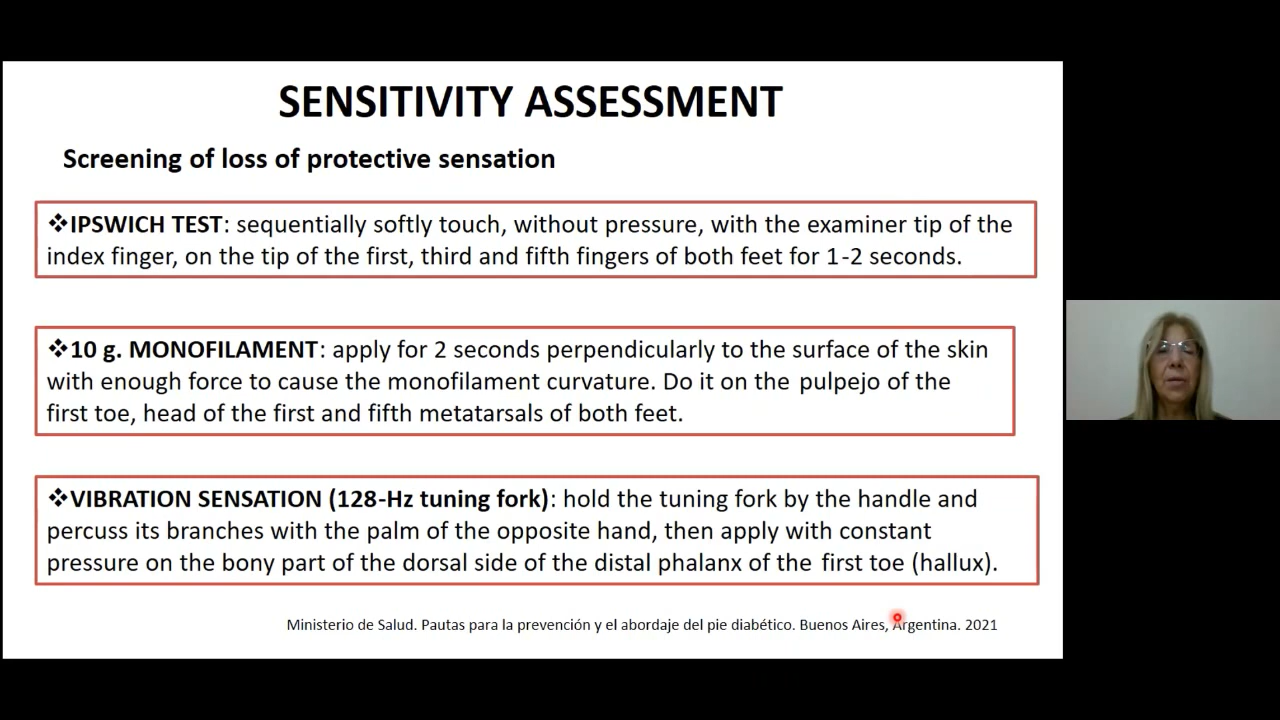 SENSITIVITY ASSESSMENT
Screening of loss of protective sensation
❖IPSWICH TEST: sequentially softly touch, without pressure, with the examiner tip of the
index finger, on the tip of the first, third and fifth fingers of both feet for 1-2 seconds.
❖10 g. MONOFILAMENT: apply for 2 seconds perpendicularly to the surface of the skin
with enough force to cause the monofilament curvature. Do it on the pulpejo of the
first toe, head of the first and fifth metatarsals of both feet.
❖VIBRATION SENSATION (128-Hz tuning fork): hold the tuning fork by the handle and
percuss its branches with the palm of the opposite hand, then apply with constant
pressure on the bony part of the dorsal side of the distal phalanx of the first toe (hallux).
Ministerio de Salud. Pautas para la prevención y el abordaje del pie diabético. Buenos Aires, Argentina. 2021